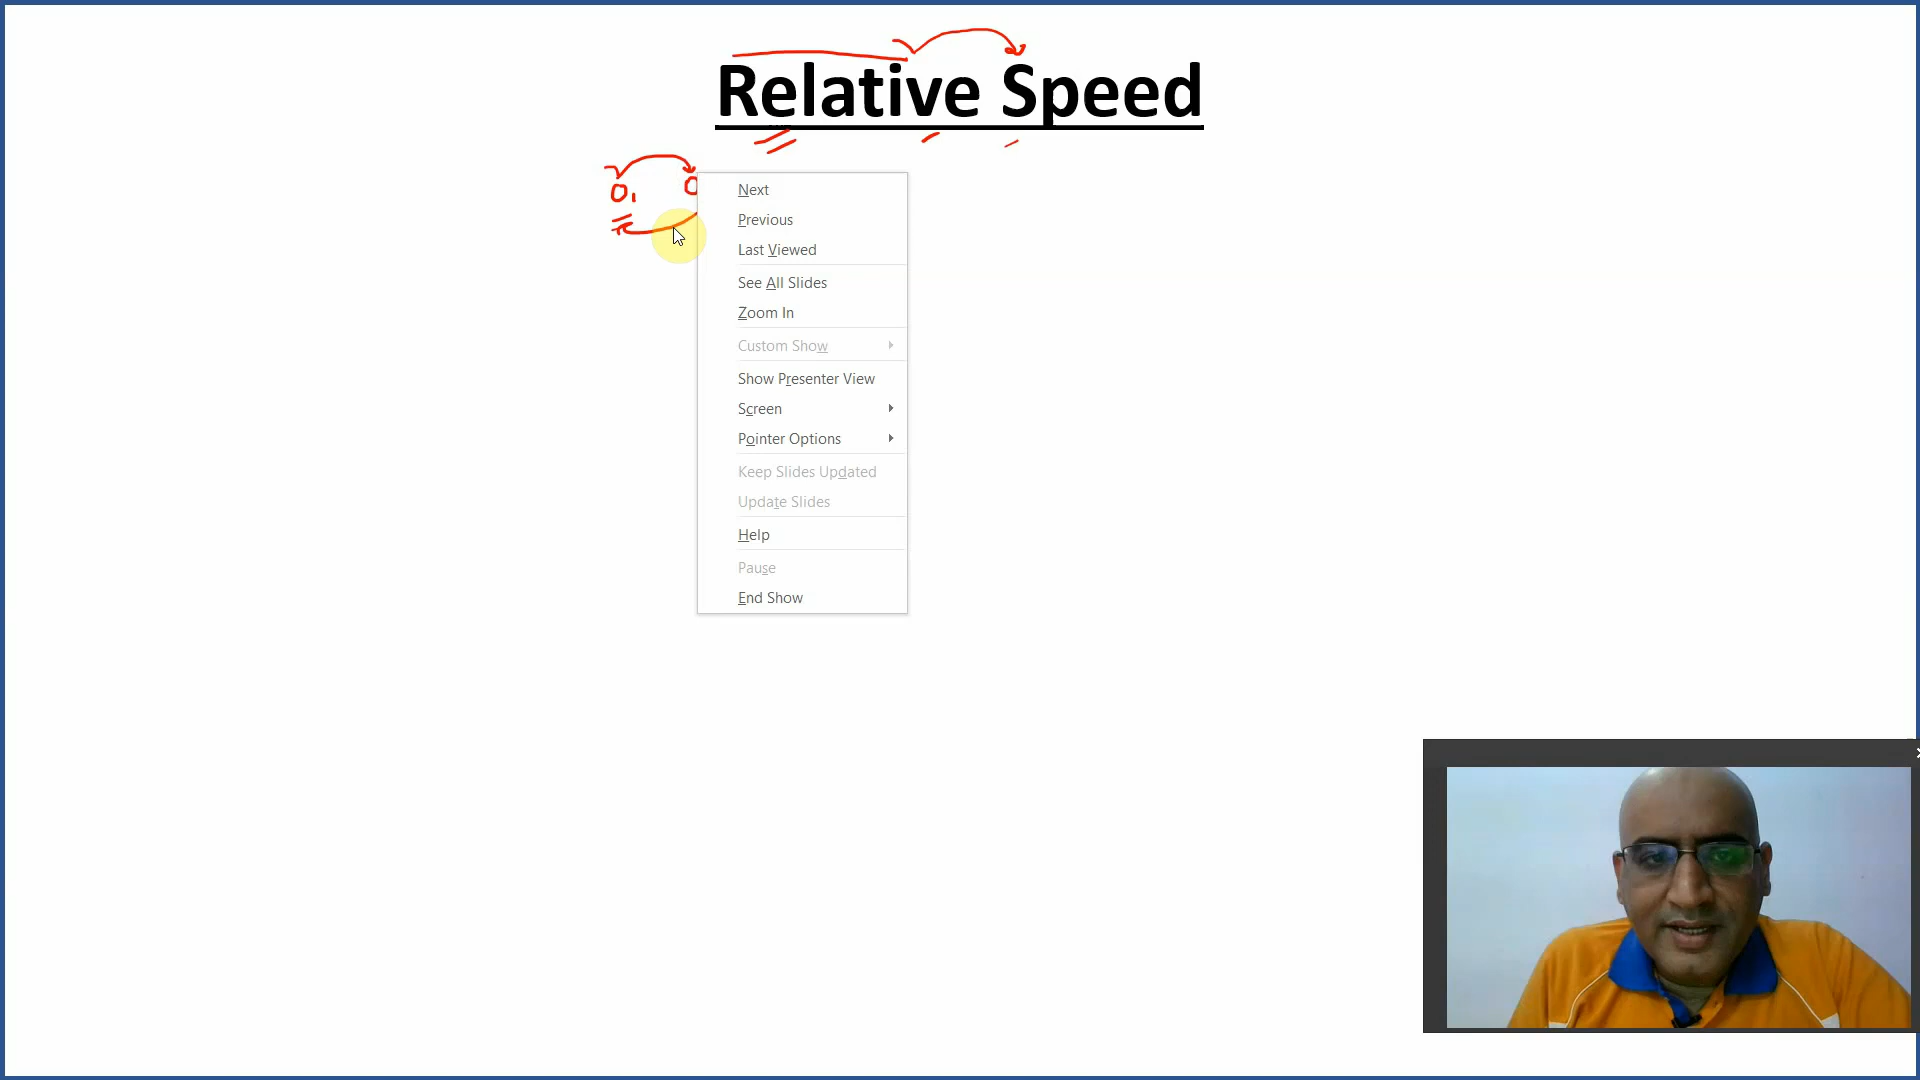 Relative Speed
O₁ O
Next
Previous
Last Viewed
See All Slides
Zoom In
Custom Show
Show Presenter View
Screen
Pointer Options
Keep Slides Updated
Update Slides
Help
Pause
End Show